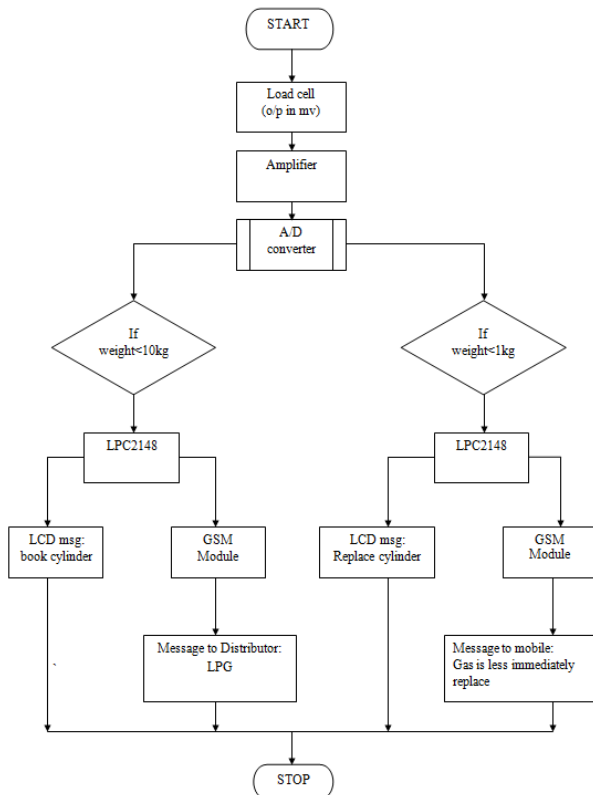 START
Load cell
(o/p in mv)
Amplifier
A/D
converter
If
weight<10kg
If
weight<1kg
LPC2148
LPC2148
LCD msg:
book cylinder
GSM
Module
LCD msg:
Replace cylinder
GSM
Module
Message to Distributor:
LPG
Message to mobile:
Gas is less immediately
replace
STOP